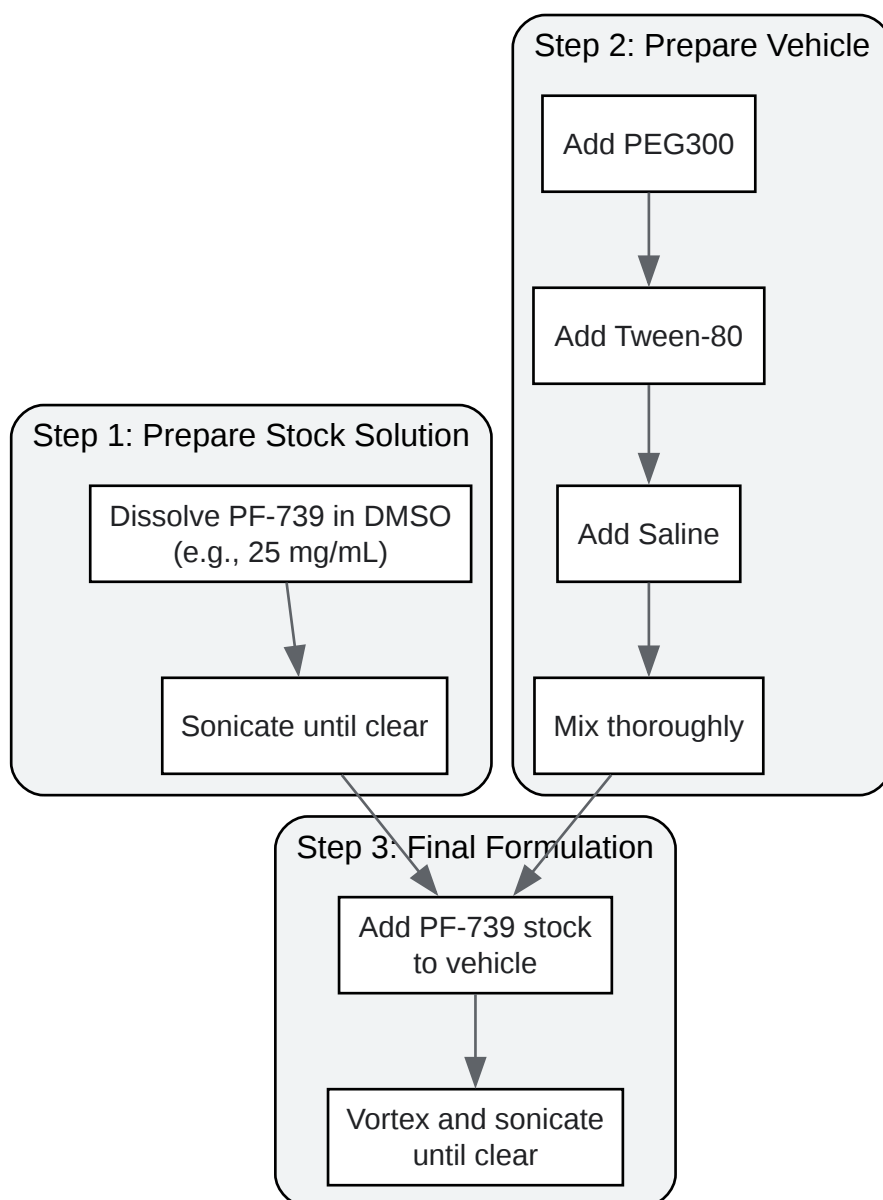 Step 1: Prepare Stock Solution
Dissolve PF-739 in DMSO
(e.g., 25 mg/mL)
Sonicate until clear
Step 2: Prepare Vehicle
Add PEG300
Add Tween-80
Add Saline
Mix thoroughly
Step 3: Final Formulation
Add PF-739 stock
to vehicle
Vortex and sonicate
until clear